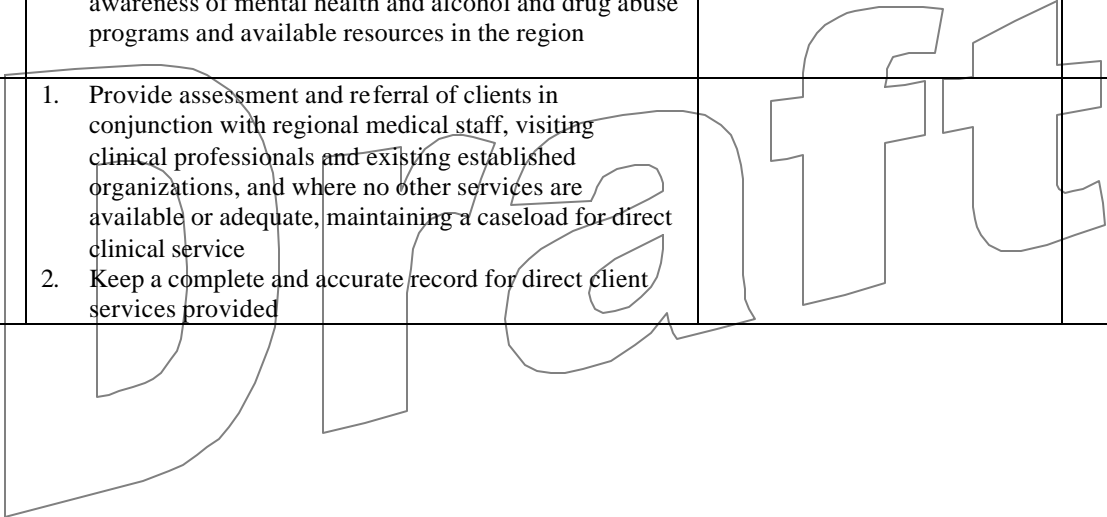 awareness of mental health and alcohol and drug abuse
programs and available resources in the region
1. Provide assessment and referral of clients in
conjunction with regional medical staff, visiting
clinical professionals and existing established
organizations, and where no other services are
available or adequate, maintaining a caseload for direct
clinical service
2. Keep a complete and accurate record for direct client
services provided
Draft